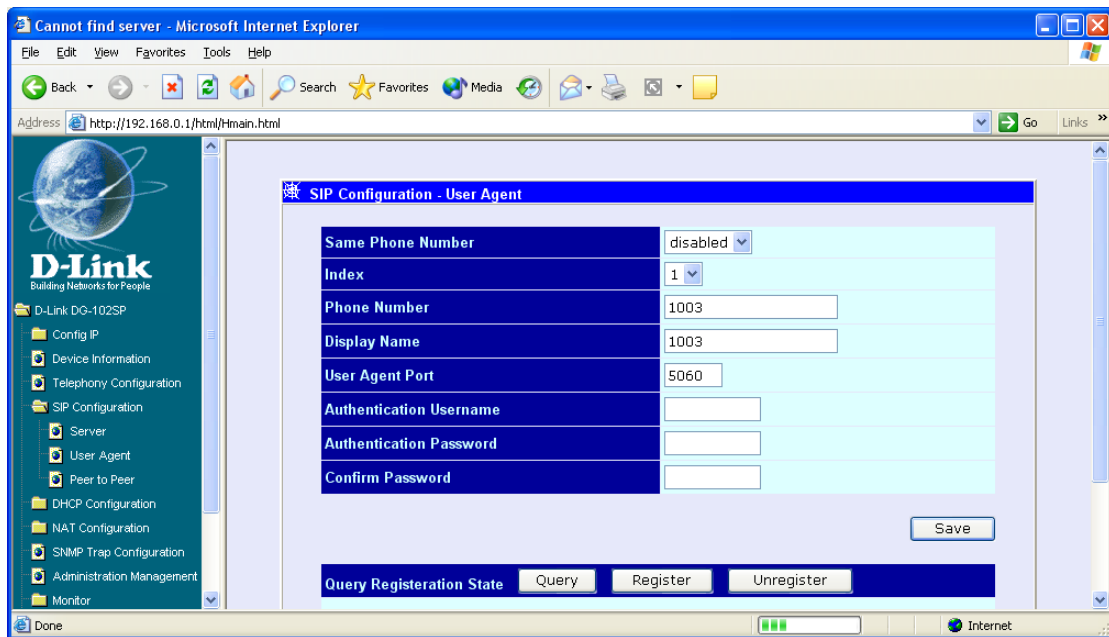 Cannot find server - Microsoft Internet Explorer
File Edit View Favorites Tools Help
Back Search Favorites Media
Address http://192.168.0.1/html/Hmain.html Go Links »
D-Link
Building Networks for People
D-Link DG-102SP
Config IP
Device Information
Telephony Configuration
SIP Configuration
Server
User Agent
Peer to Peer
DHCP Configuration
NAT Configuration
SNMP Trap Configuration
Administration Management
Monitor
SIP Configuration - User Agent
Same Phone Number disabled
Index 1
Phone Number 1003
Display Name 1003
User Agent Port 5060
Authentication Username
Authentication Password
Confirm Password
Save
Query Registeration State Query Register Unregister
Done Internet